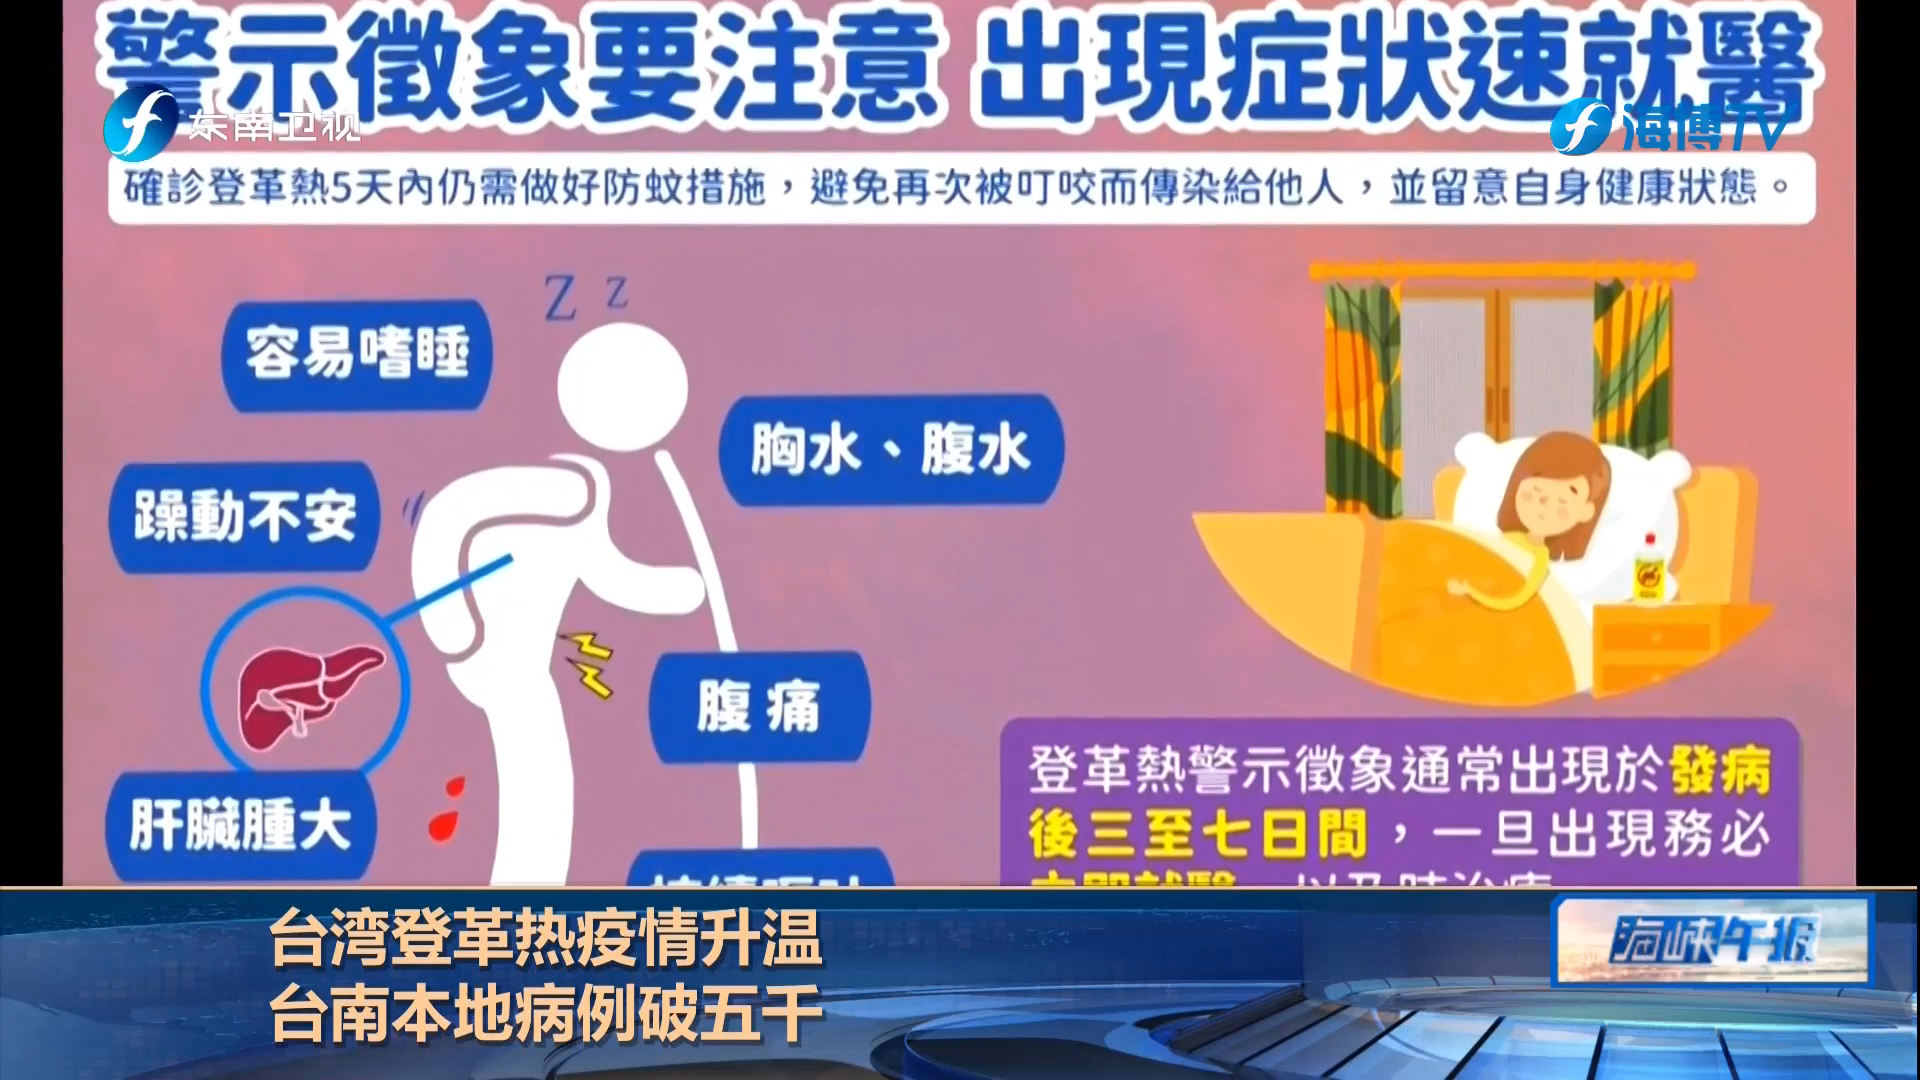 警示徵象要注意 出現症狀速就醫
东南卫视
海博TV
確診登革熱5天內仍需做好防蚊措施，避免再次被叮咬而傳染給他人，並留意自身健康狀態。
Z Z
容易嗜睡
胸水、腹水
躁動不安
腹痛
肝臟腫大
登革熱警示徵象通常出現於發病
後三至七日間，一旦出現務必
台湾登革热疫情升温
台南本地病例破五千
海峡午报